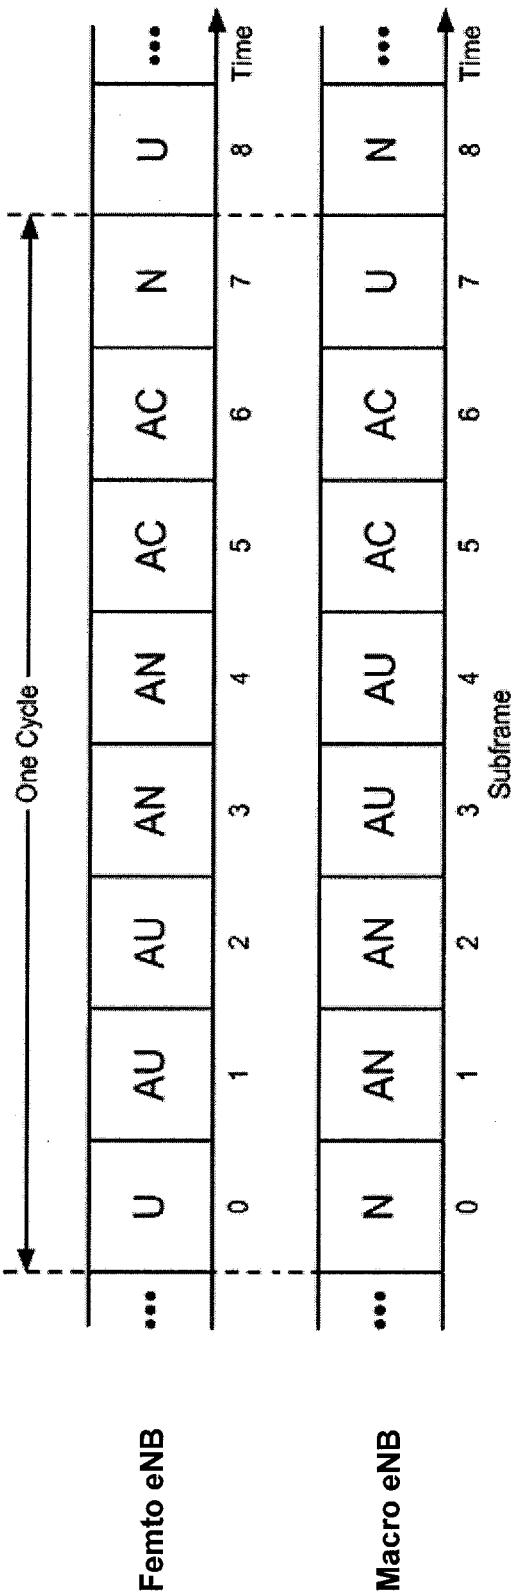 One Cycle
Femto eNB ••• U AU AU AN AN AC AC N U •••
0 1 2 3 4 5 6 7 8 Time
Macro eNB ••• N AN AN AU AU AC AC U N •••
0 1 2 3 4 5 6 7 8 Time
Subframe